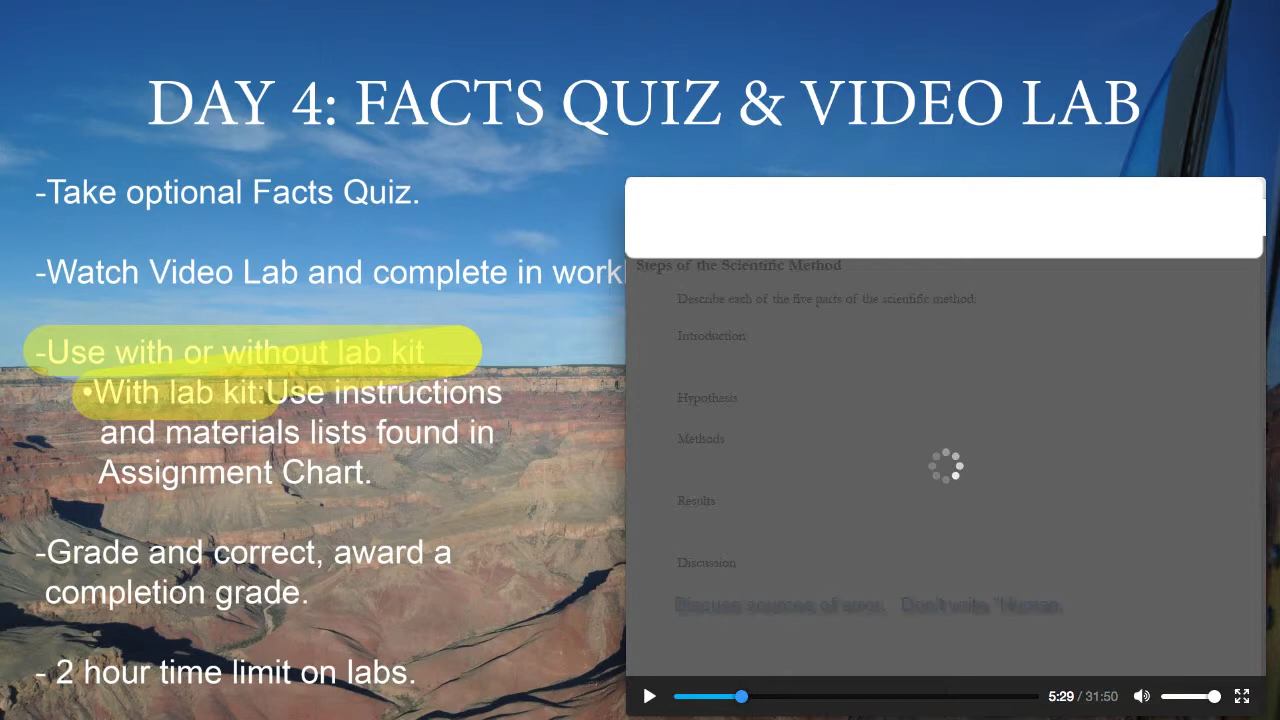 DAY 4: FACTS QUIZ & VIDEO LAB
-Take optional Facts Quiz.
-Watch Video Lab and complete in work
-Use with or without lab kit
•With lab kit:Use instructions
and materials lists found in
Assignment Chart.
-Grade and correct, award a
completion grade.
- 2 hour time limit on labs.
Steps of the Scientific Method
Describe each of the five parts of the scientific method:
Introduction
Hypothesis
Methods
Results
Discussion
Discuss sources of error. Don't write "Human
5:29 / 31:50